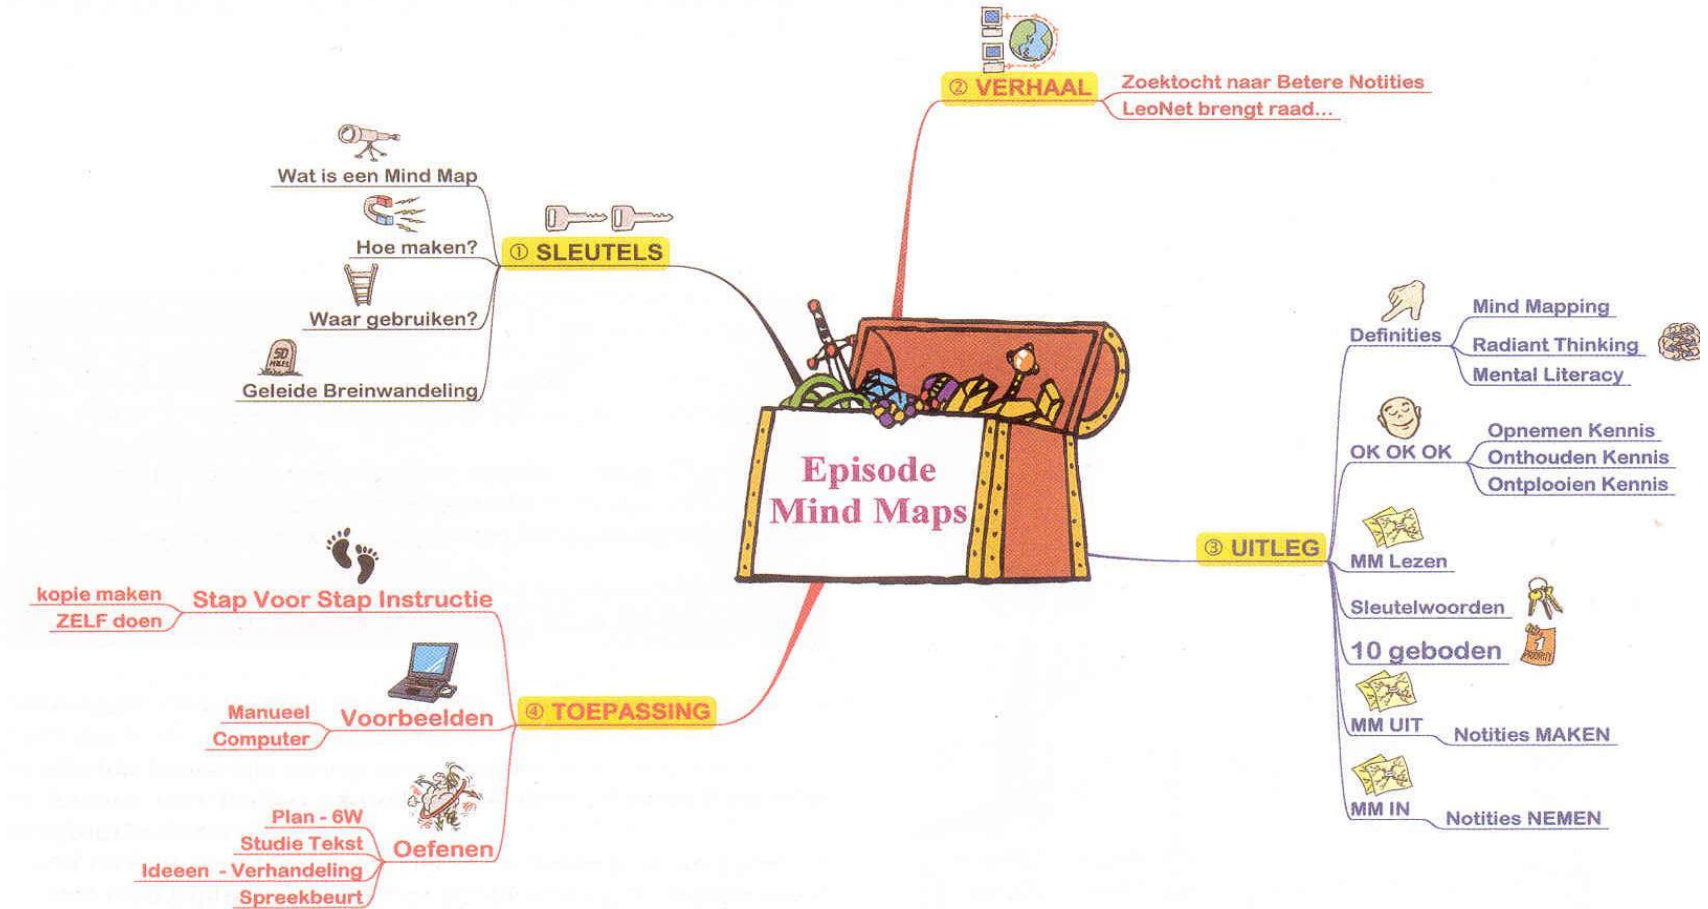 Episode
Mind Maps
① SLEUTELS
Wat is een Mind Map
Hoe maken?
Waar gebruiken?
50
MILES
Geleide Breinwandeling
② VERHAAL
Zoektocht naar Betere Notities
LeoNet brengt raad...
③ UITLEG
Definities
Mind Mapping
Radiant Thinking
Mental Literacy
OK OK OK
Opnemen Kennis
Onthouden Kennis
Ontplooien Kennis
MM Lezen
Sleutelwoorden
10 geboden
1
PRIORITY
MM UIT
Notities MAKEN
MM IN
Notities NEMEN
④ TOEPASSING
Stap Voor Stap Instructie
kopie maken
ZELF doen
Voorbeelden
Manueel
Computer
Oefenen
Plan - 6W
Studie Tekst
Ideeen - Verhandeling
Spreekbeurt